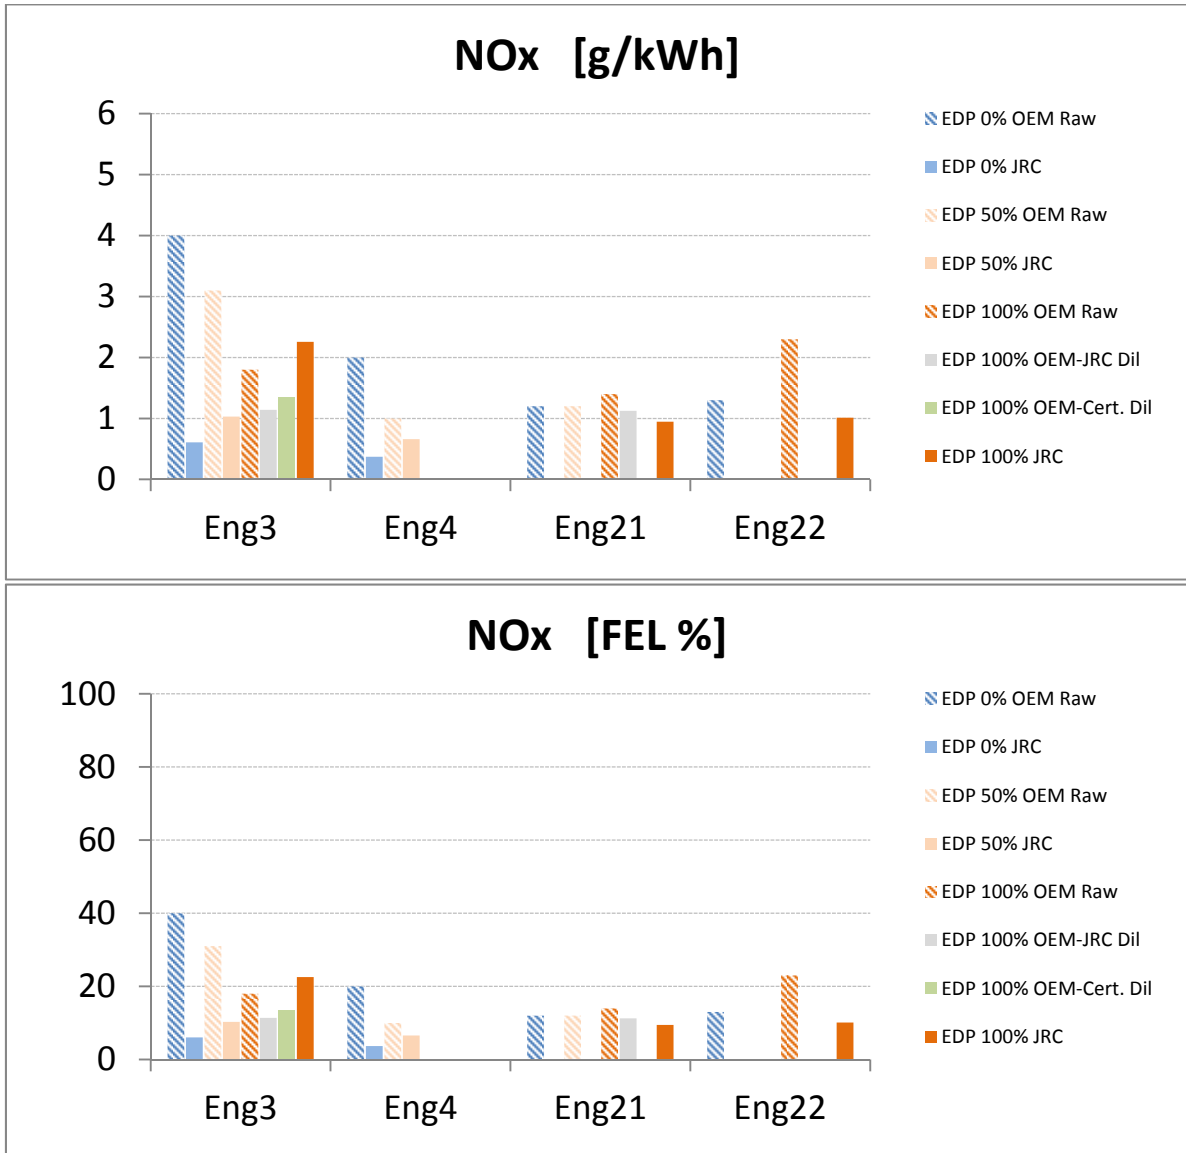 NOx [g/kWh]
6
5
4
3
2
1
0
Eng3 Eng4 Eng21 Eng22
EDP 0% OEM Raw
EDP 0% JRC
EDP 50% OEM Raw
EDP 50% JRC
EDP 100% OEM Raw
EDP 100% OEM-JRC Dil
EDP 100% OEM-Cert. Dil
EDP 100% JRC
NOx [FEL %]
100
80
60
40
20
0
Eng3 Eng4 Eng21 Eng22
EDP 0% OEM Raw
EDP 0% JRC
EDP 50% OEM Raw
EDP 50% JRC
EDP 100% OEM Raw
EDP 100% OEM-JRC Dil
EDP 100% OEM-Cert. Dil
EDP 100% JRC